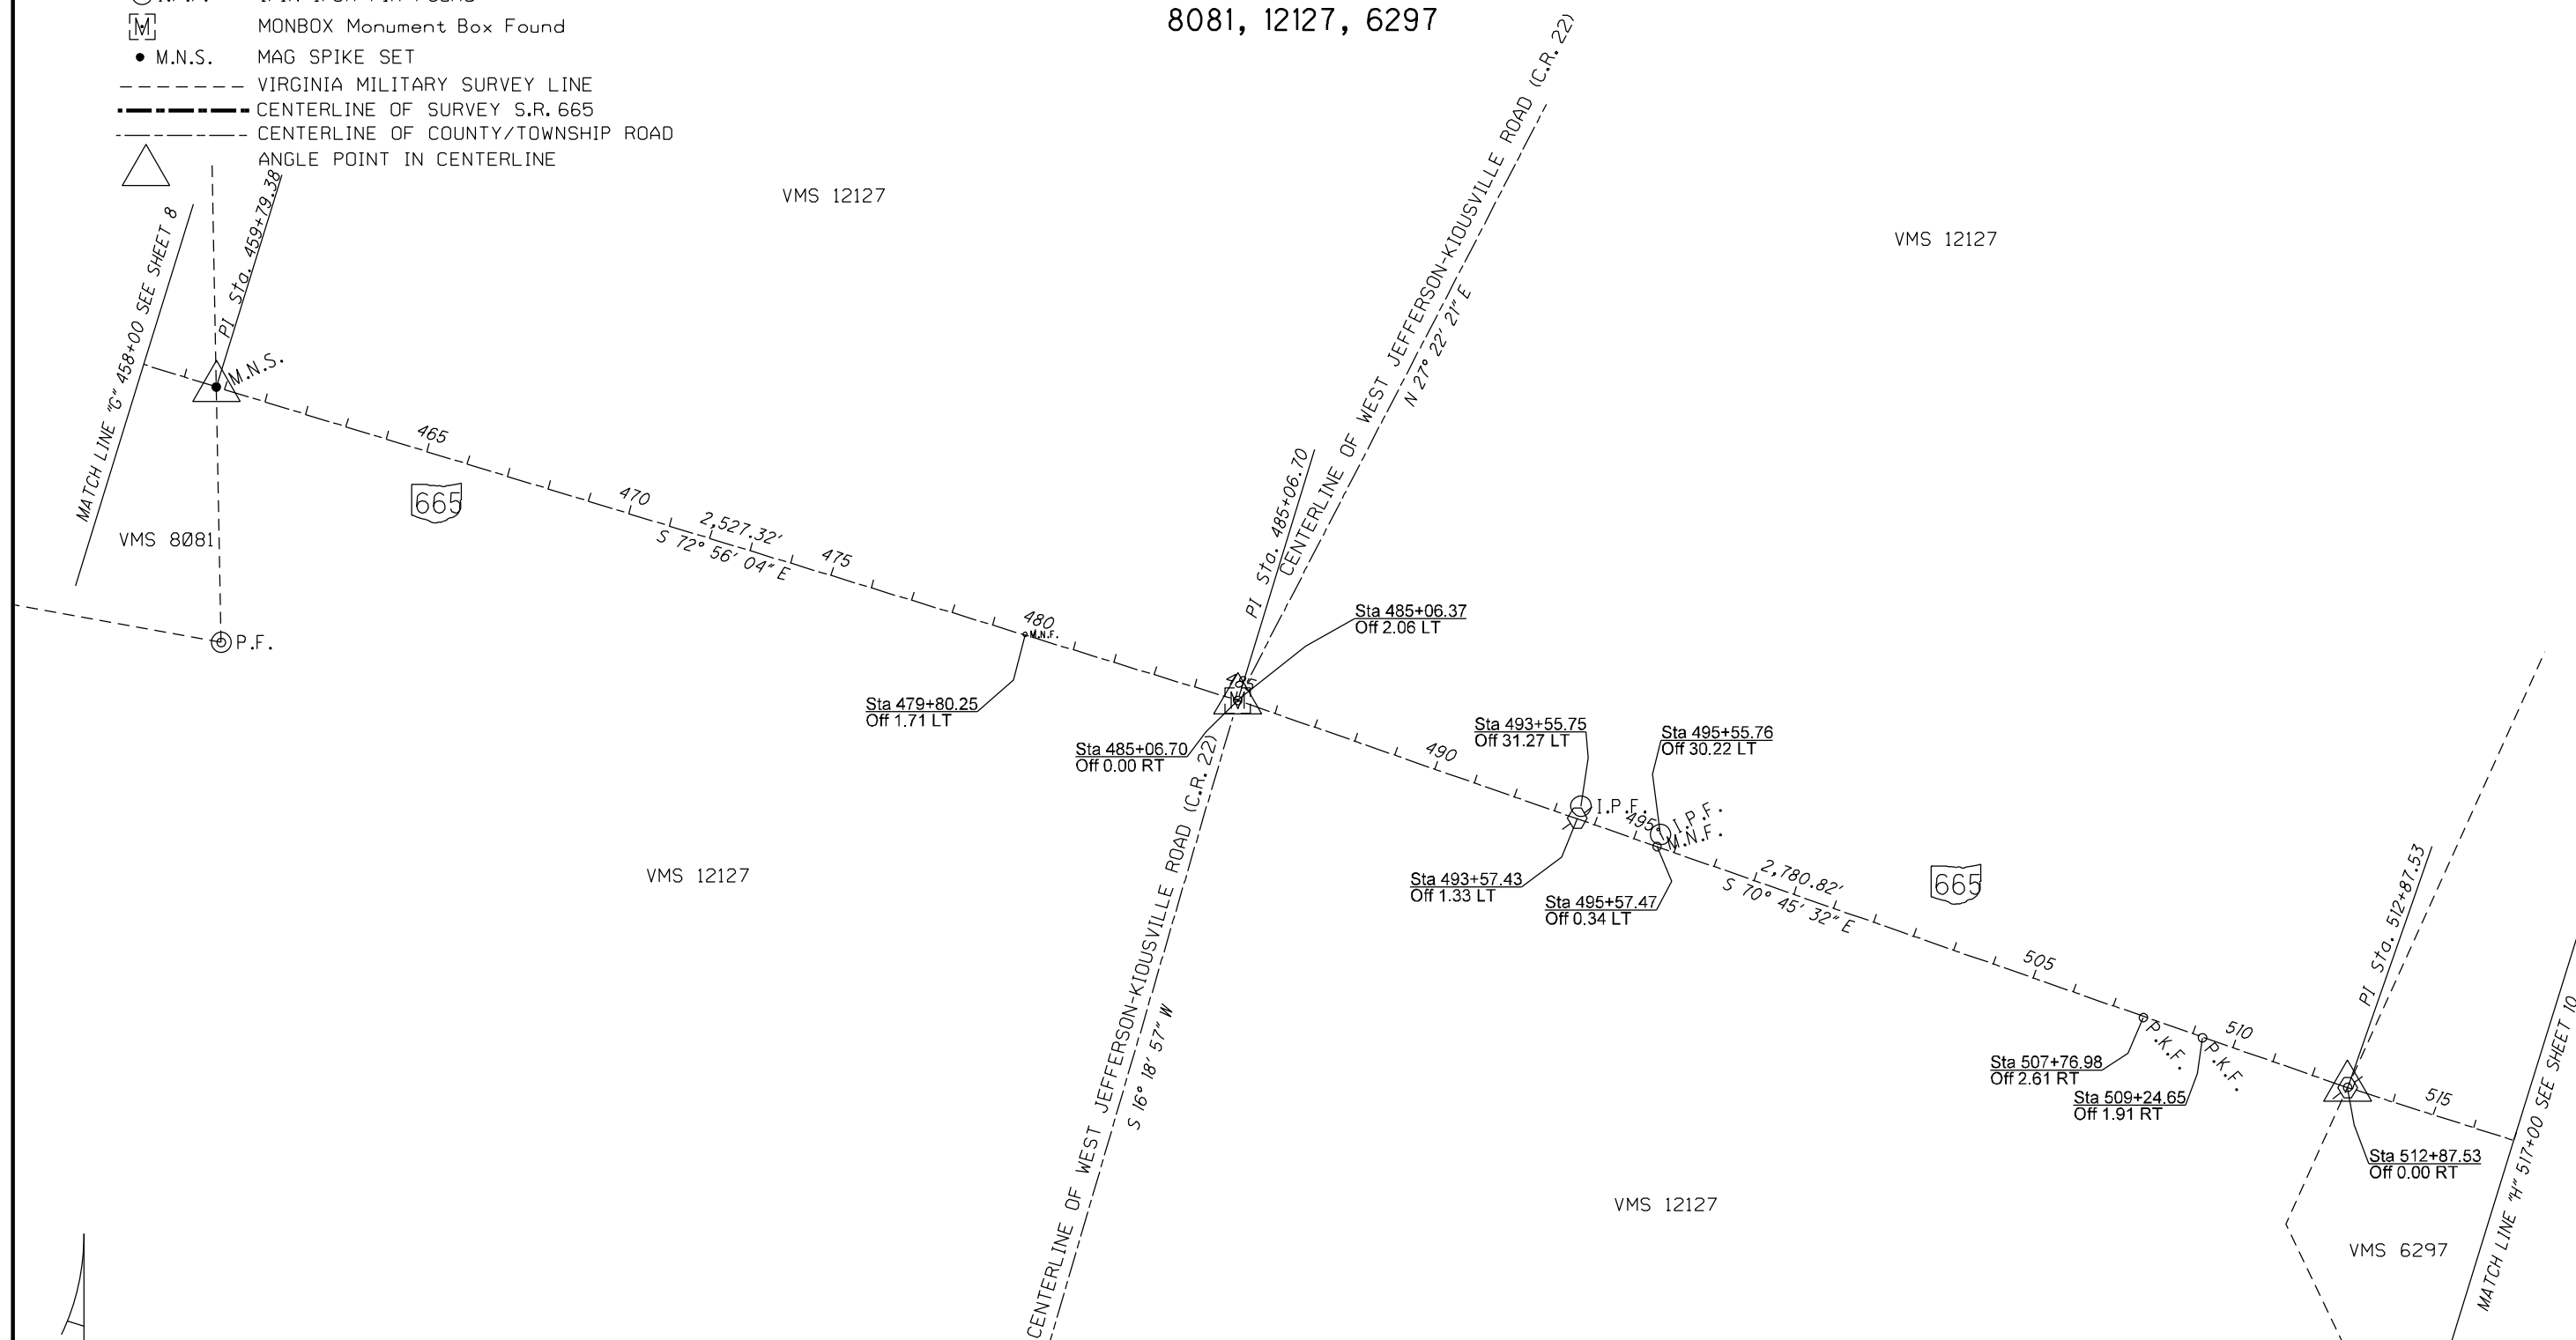 8081, 12127, 6297
MONBOX Monument Box Found
M.N.S. MAG SPIKE SET
VIRGINIA MILITARY SURVEY LINE
CENTERLINE OF SURVEY S.R. 665
CENTERLINE OF COUNTY/TOWNSHIP ROAD
ANGLE POINT IN CENTERLINE
MATCH LINE "G" 458+00 SEE SHEET 8
PI Sta. 459+79.38
M.N.S.
VMS 12127
VMS 12127
CENTERLINE OF WEST JEFFERSON-KIOUSVILLE ROAD (C.R. 22)
N 27° 22' 21" E
465
665
470
2,527.32'
S 72° 56' 04" E
475
VMS 8081
P.F.
480
M.N.F.
Sta 479+80.25
Off 1.71 LT
PI Sta. 485+06.70
Sta 485+06.37
Off 2.06 LT
485
M
Sta 485+06.70
Off 0.00 RT
490
Sta 493+55.75
Off 31.27 LT
Sta 495+55.76
Off 30.22 LT
I.P.F.
495
I.P.F.
M.N.F.
Sta 493+57.43
Off 1.33 LT
Sta 495+57.47
Off 0.34 LT
2,780.82'
S 70° 45' 32" E
665
VMS 12127
CENTERLINE OF WEST JEFFERSON-KIOUSVILLE ROAD (C.R. 22)
S 16° 18' 57" W
505
P.K.F.
510
P.K.F.
Sta 507+76.98
Off 2.61 RT
Sta 509+24.65
Off 1.91 RT
PI Sta. 512+87.53
515
Sta 512+87.53
Off 0.00 RT
VMS 12127
VMS 6297
MATCH LINE "H" 517+00 SEE SHEET 10